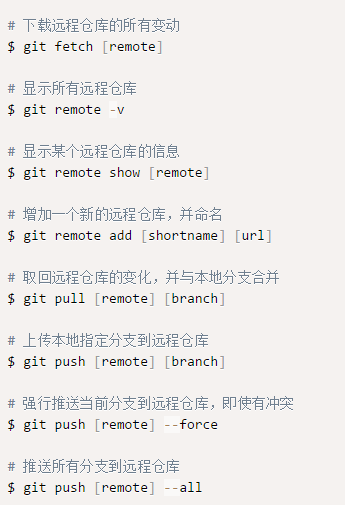 # 下载远程仓库的所有变动
$ git fetch [remote]
# 显示所有远程仓库
$ git remote -v
# 显示某个远程仓库的信息
$ git remote show [remote]
# 增加一个新的远程仓库，并命名
$ git remote add [shortname] [url]
# 取回远程仓库的变化，并与本地分支合并
$ git pull [remote] [branch]
# 上传本地指定分支到远程仓库
$ git push [remote] [branch]
# 强行推送当前分支到远程仓库，即使有冲突
$ git push [remote] --force
# 推送所有分支到远程仓库
$ git push [remote] --all